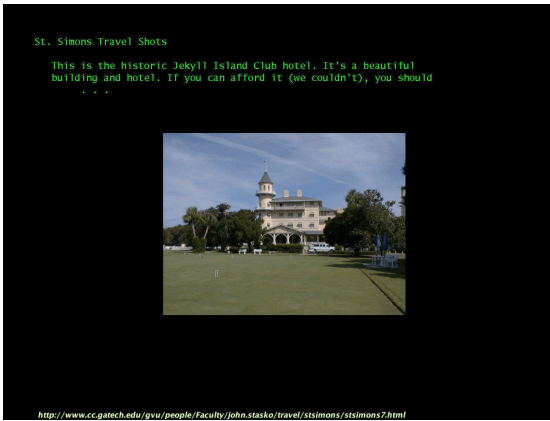 St. Simons Travel Shots
This is the historic Jekyll Island Club hotel. It's a beautiful
building and hotel. If you can afford it (we couldn't), you should
. . .
http://www.cc.gatech.edu/gvu/people/Faculty/john.stasko/travel/stsimons/stsimons7.html